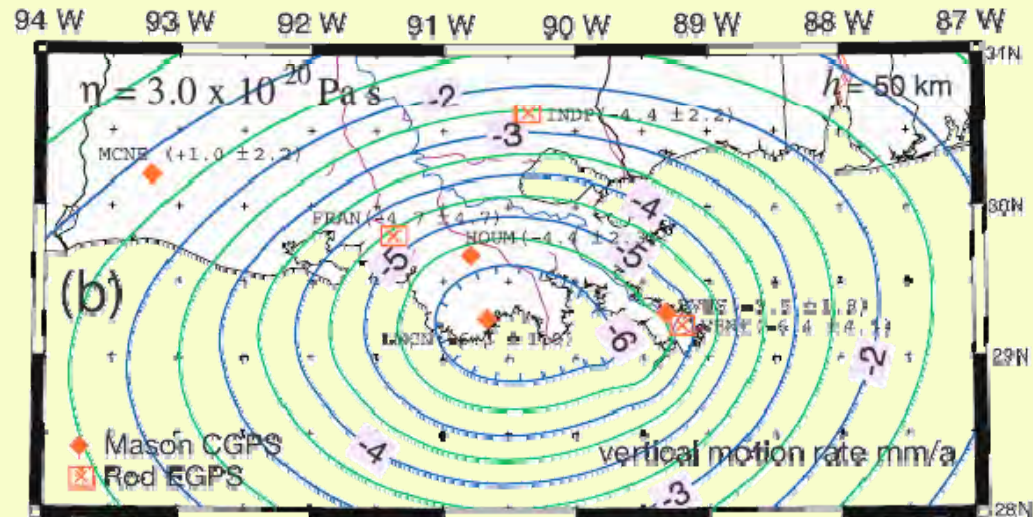 94 W 93 W 92 W 91 W 90 W 89 W 88 W 87 W
31N
η = 3.0 x 10^20 Pa s
h = 50 km
-2
INDP(-4.4 ±2.2)
-3
MCNE (+1.0 ±2.2)
30N
-4
FRAN(-4.7 ±4.7)
HOUM(-4.4 ±2
-5
-5
(b)
-6
29N
-2
Mason CGPS
-4
vertical motion rate mm/a
Red EGPS
-3
28N